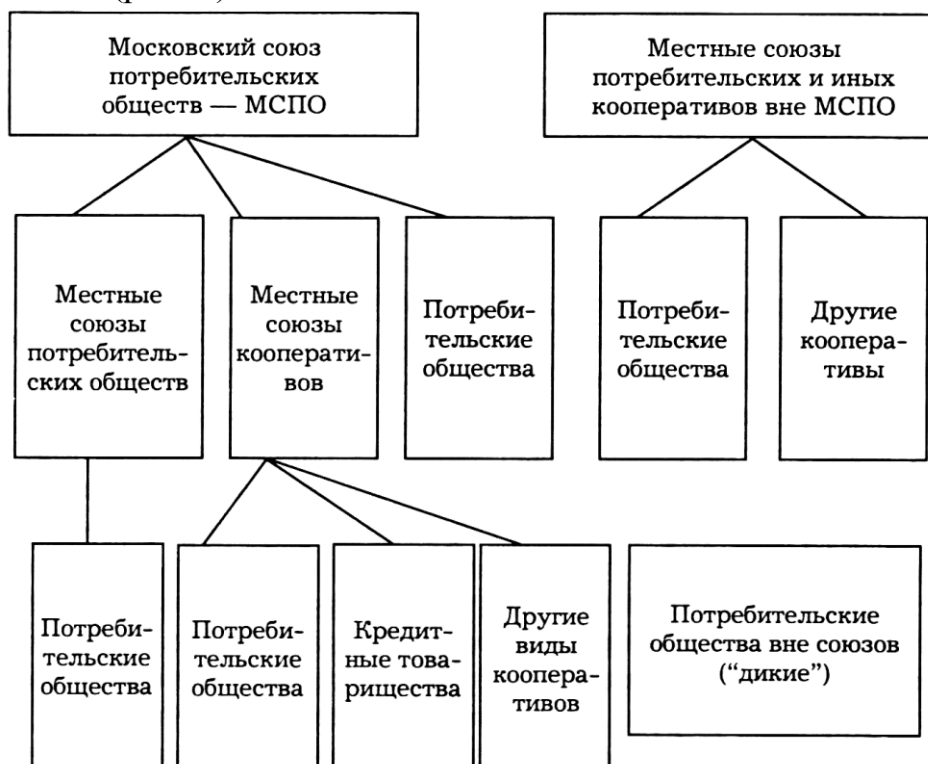 Московский союз
потребительских
обществ — МСПО
Местные союзы
потребительских и иных
кооперативов вне МСПО
Местные
союзы
потребитель-
ских обществ
Местные
союзы
кооперати-
вов
Потреби-
тельские
общества
Потреби-
тельские
общества
Другие
коопера-
тивы
Потреби-
тельские
общества
Потреби-
тельские
общества
Кредит-
ные това-
рищества
Другие
виды
коопера-
тивов
Потребительские
общества вне союзов
(“дикие”)